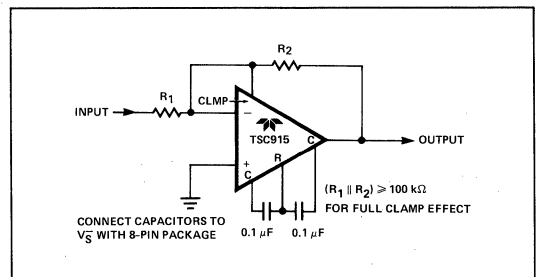 R2
R1
CLMP
INPUT
−
TSC915
C
OUTPUT
+
R
C
(R1 ∥ R2) ⩾ 100 kΩ
FOR FULL CLAMP EFFECT
CONNECT CAPACITORS TO
V−S WITH 8-PIN PACKAGE
0.1 µF 0.1 µF